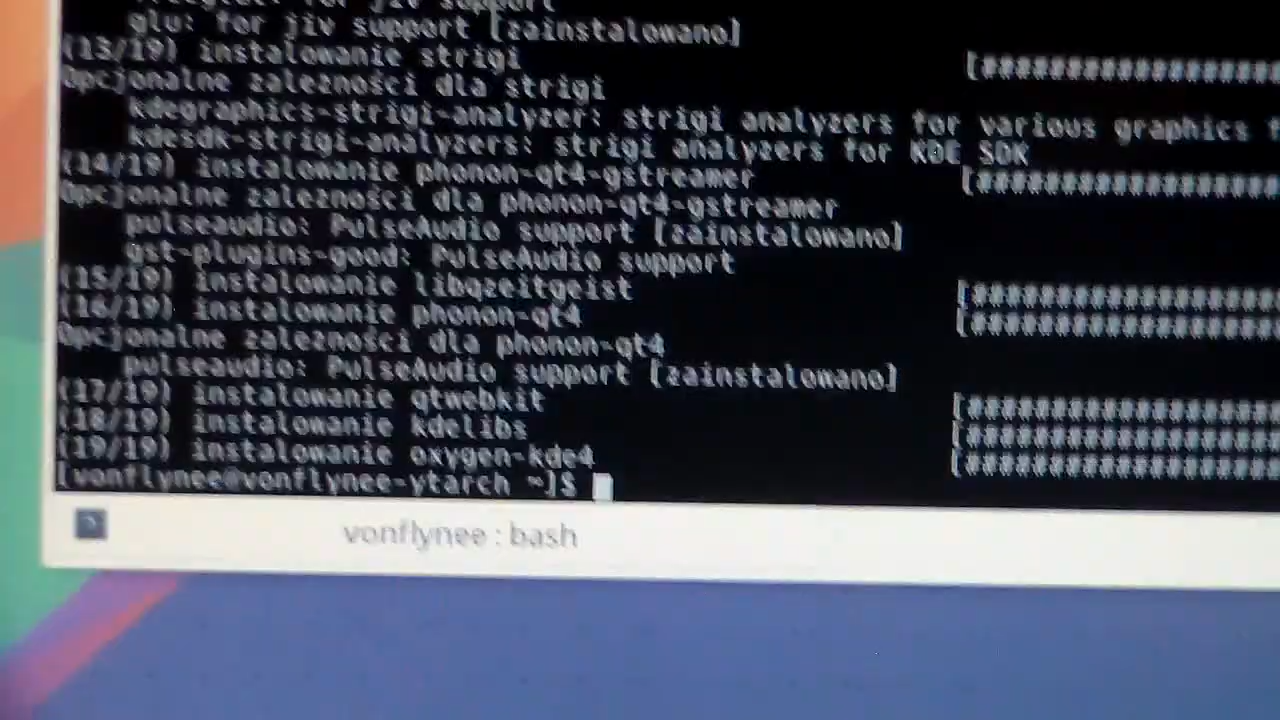 for jiv support
glu: for jiv support [zainstalowano]
(13/19) instalowanie strigi [##################
Opcjonalne zależności dla strigi
kdegraphics-strigi-analyzer: strigi analyzers for various graphics f
kdesdk-strigi-analyzers: strigi analyzers for KDE SDK
(14/19) instalowanie phonon-qt4-gstreamer [##################
Opcjonalne zależności dla phonon-qt4-gstreamer
pulseaudio: PulseAudio support [zainstalowano]
gst-plugins-good: PulseAudio support
(15/19) instalowanie libqzeitgeist [##################
(16/19) instalowanie phonon-qt4 [##################
Opcjonalne zależności dla phonon-qt4
pulseaudio: PulseAudio support [zainstalowano]
(17/19) instalowanie qtwebkit [##################
(18/19) instalowanie kdelibs [##################
(19/19) instalowanie oxygen-kde4 [##################
[vonflynee@vonflynee-ytarch ~]$
vonflynee : bash